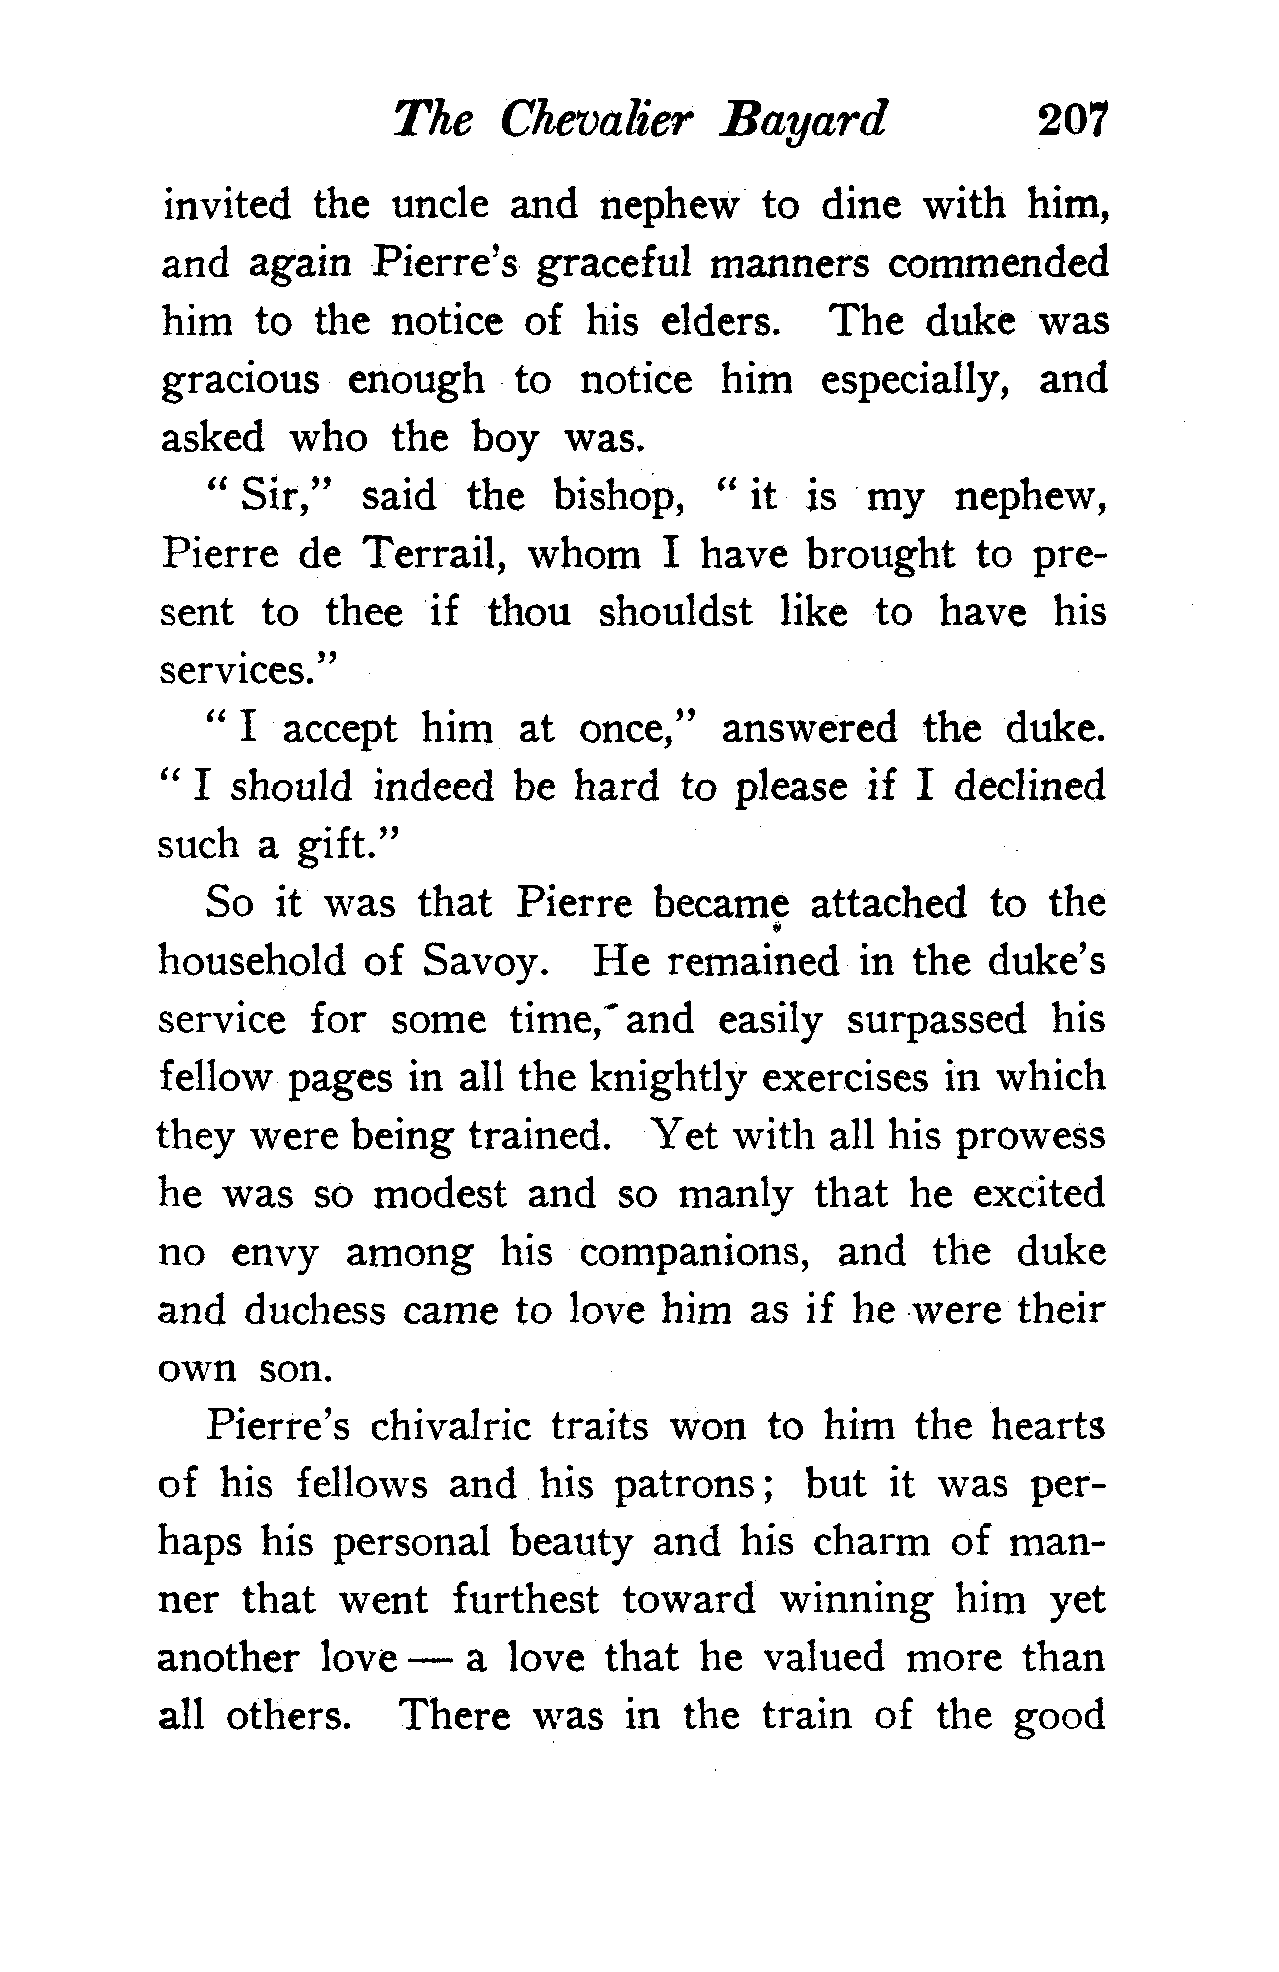 The Chevalier Bayard 207
invited the uncle and nephew to dine with him,
and again Pierre's graceful manners commended
him to the notice of his elders. The duke was
gracious enough to notice him especially, and
asked who the boy was.
" Sir," said the bishop, " it is my nephew,
Pierre de Terrail, whom I have brought to pre-
sent to thee if thou shouldst like to have his
services."
" I accept him at once," answered the duke.
" I should indeed be hard to please if I declined
such a gift."
So it was that Pierre became attached to the
household of Savoy. He remained in the duke's
service for some time, and easily surpassed his
fellow pages in all the knightly exercises in which
they were being trained. Yet with all his prowess
he was so modest and so manly that he excited
no envy among his companions, and the duke
and duchess came to love him as if he were their
own son.
Pierre's chivalric traits won to him the hearts
of his fellows and his patrons; but it was per-
haps his personal beauty and his charm of man-
ner that went furthest toward winning him yet
another love — a love that he valued more than
all others. There was in the train of the good